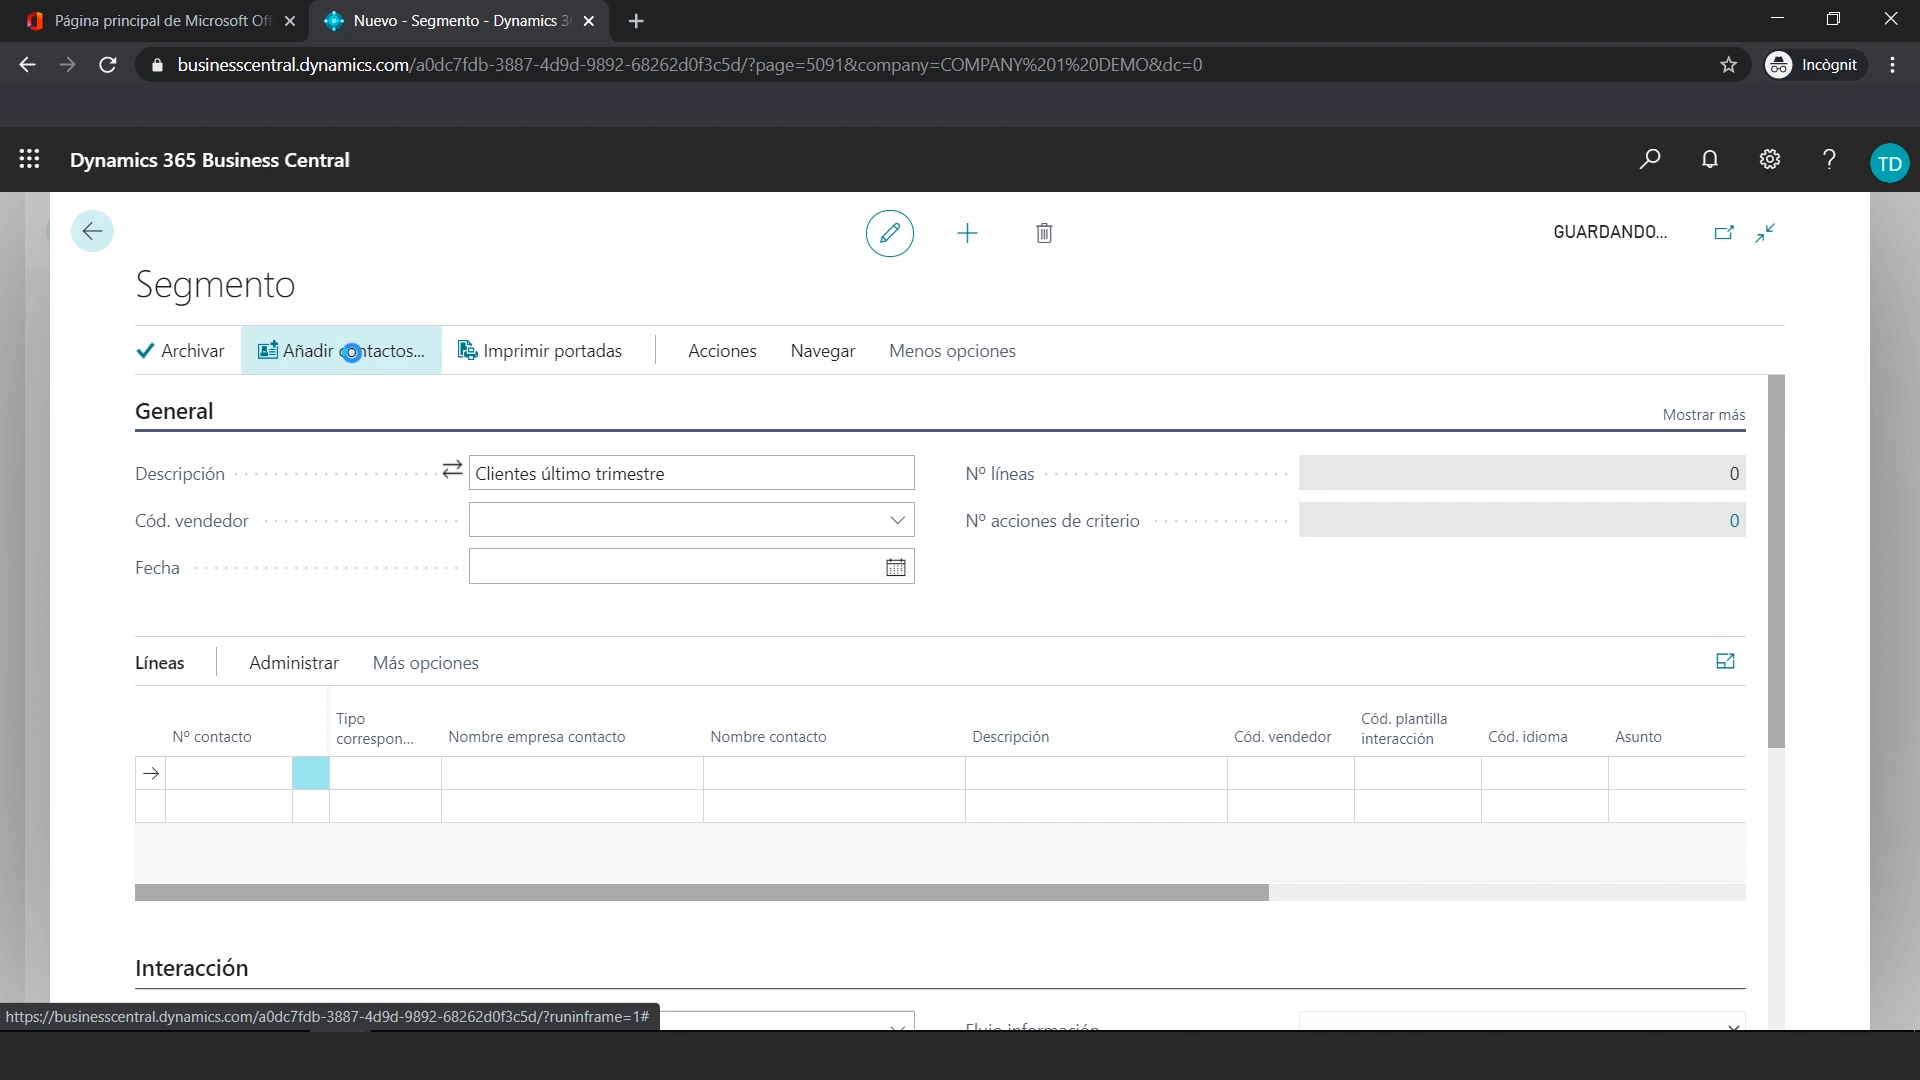 Página principal de Microsoft Off
Nuevo - Segmento - Dynamics 36
businesscentral.dynamics.com/a0dc7fdb-3887-4d9d-9892-68262d0f3c5d/?page=5091&company=COMPANY%201%20DEMO&dc=0
Incògnit
Dynamics 365 Business Central
?
TD
GUARDANDO...
Segmento
Archivar
Añadir contactos...
Imprimir portadas
Acciones
Navegar
Menos opciones
General
Mostrar más
Descripción
Clientes último trimestre
Nº líneas
0
Cód. vendedor
Nº acciones de criterio
0
Fecha
Líneas
Administrar
Más opciones
Nº contacto
Tipo
correspon...
Nombre empresa contacto
Nombre contacto
Descripción
Cód. vendedor
Cód. plantilla
interacción
Cód. idioma
Asunto
Interacción
https://businesscentral.dynamics.com/a0dc7fdb-3887-4d9d-9892-68262d0f3c5d/?runinframe=1#
Flujo información